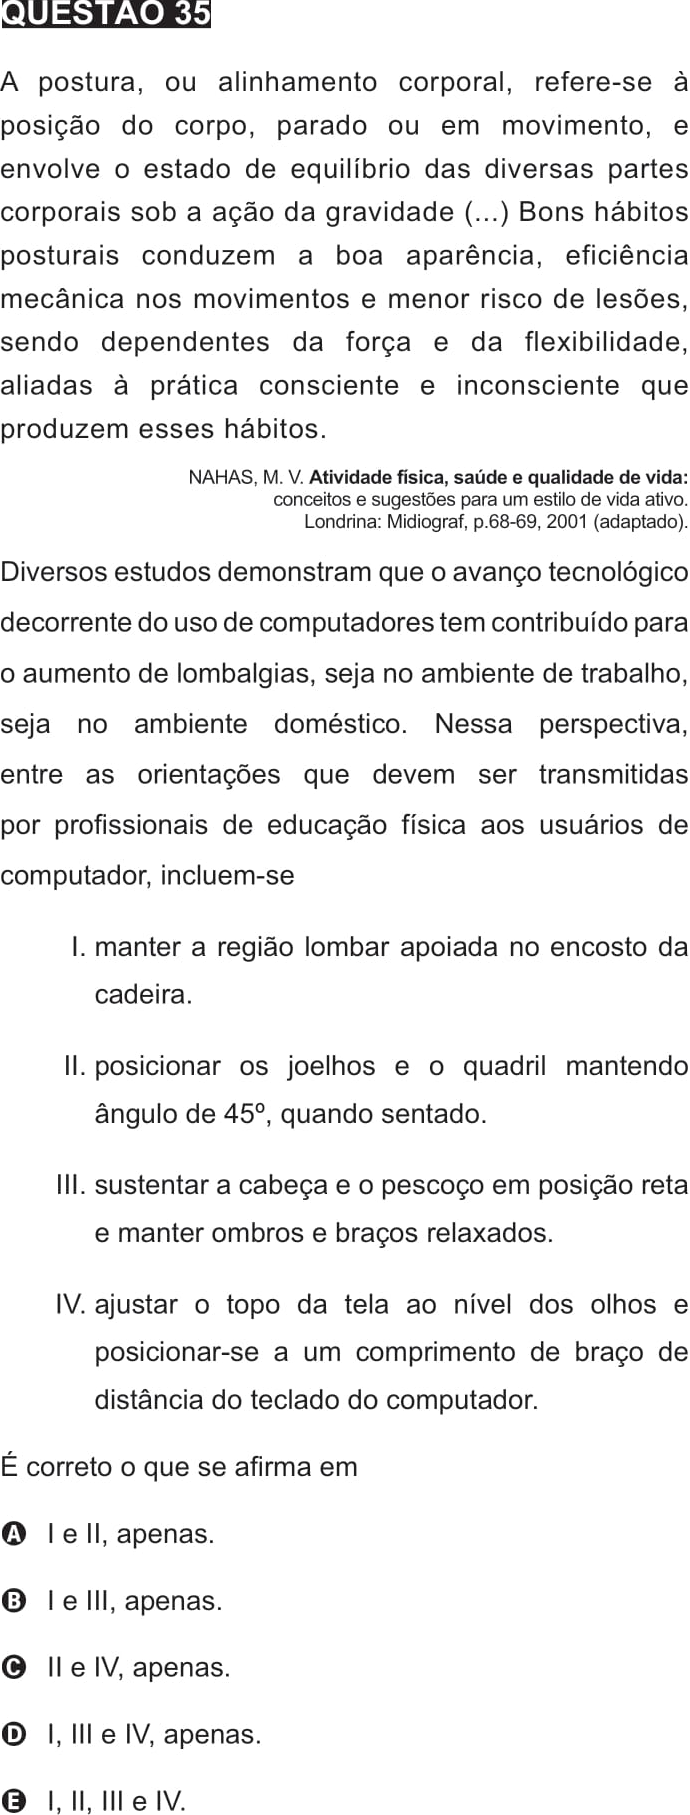 QUESTÃO 35
A postura, ou alinhamento corporal, refere-se à
posição do corpo, parado ou em movimento, e
envolve o estado de equilíbrio das diversas partes
corporais sob a ação da gravidade (...) Bons hábitos
posturais conduzem a boa aparência, eficiência
mecânica nos movimentos e menor risco de lesões,
sendo dependentes da força e da flexibilidade,
aliadas à prática consciente e inconsciente que
produzem esses hábitos.
NAHAS, M. V. Atividade física, saúde e qualidade de vida:
conceitos e sugestões para um estilo de vida ativo.
Londrina: Midiograf, p.68-69, 2001 (adaptado).
Diversos estudos demonstram que o avanço tecnológico
decorrente do uso de computadores tem contribuído para
o aumento de lombalgias, seja no ambiente de trabalho,
seja no ambiente doméstico. Nessa perspectiva,
entre as orientações que devem ser transmitidas
por profissionais de educação física aos usuários de
computador, incluem-se
I. manter a região lombar apoiada no encosto da
cadeira.
II. posicionar os joelhos e o quadril mantendo
ângulo de 45º, quando sentado.
III. sustentar a cabeça e o pescoço em posição reta
e manter ombros e braços relaxados.
IV. ajustar o topo da tela ao nível dos olhos e
posicionar-se a um comprimento de braço de
distância do teclado do computador.
É correto o que se afirma em
A I e II, apenas.
B I e III, apenas.
C II e IV, apenas.
D I, III e IV, apenas.
E I, II, III e IV.